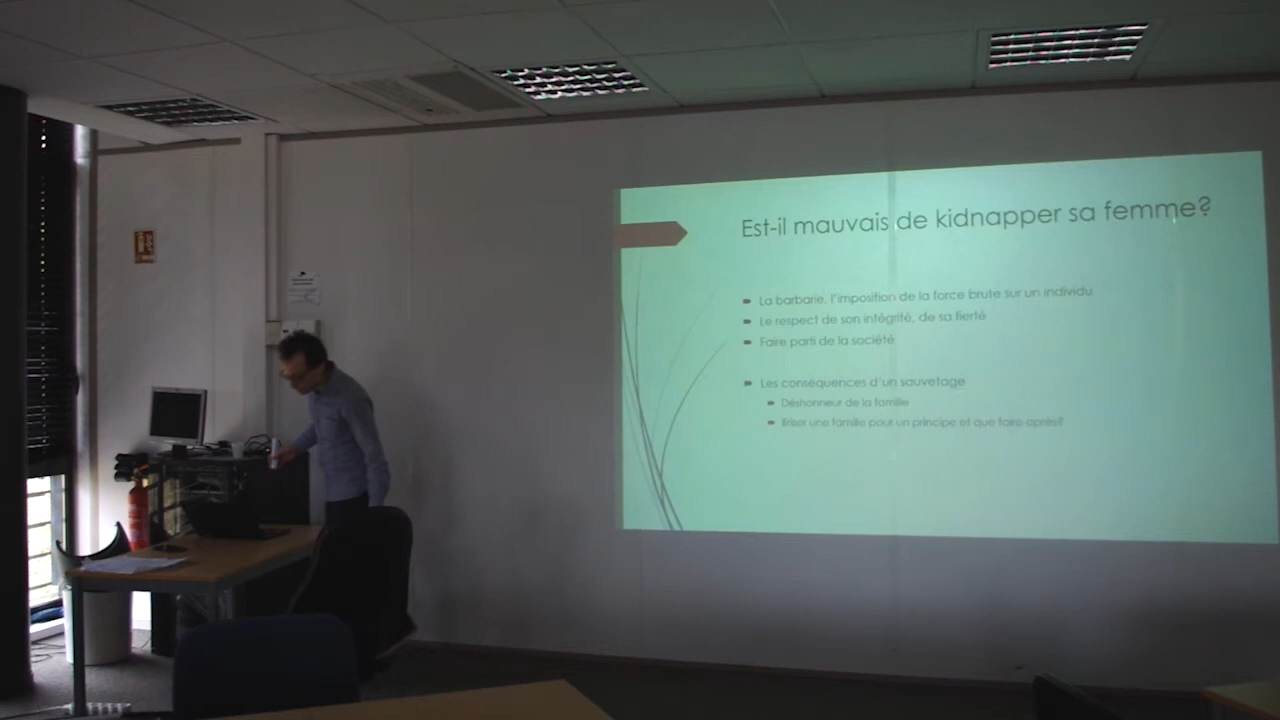 Est-il mauvais de kidnapper sa femme?
La barbarie, l'imposition de la force brute sur un individu
Le respect de son intégrité, de sa fierté
Faire parti de la société
Les conséquences d'un sauvetage
Déshonneur de la famille
Briser une famille pour un principe et que faire après?